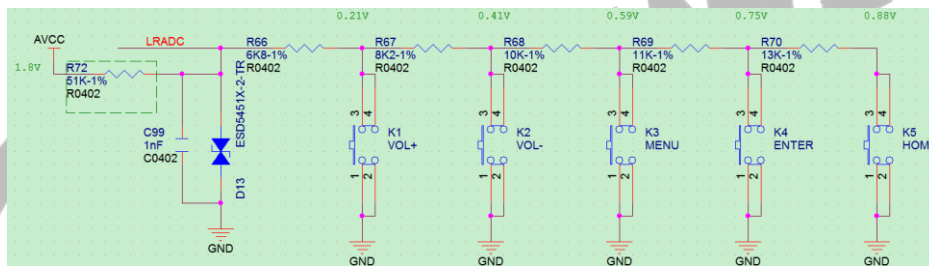 0.21V
0.41V
0.59V
0.75V
0.88V
AVCC
LRADC
1.8V
R72
51K-1%
R0402
R66
6K8-1%
R0402
R67
8K2-1%
R0402
R68
10K-1%
R0402
R69
11K-1%
R0402
R70
13K-1%
R0402
C99
1nF
C0402
ESD5451X-2-TR
D13
3
4
K1
VOL+
1
2
3
4
K2
VOL-
1
2
3
4
K3
MENU
1
2
3
4
K4
ENTER
1
2
3
4
K5
HOM
1
2
GND
GND
GND
GND
GND
GND